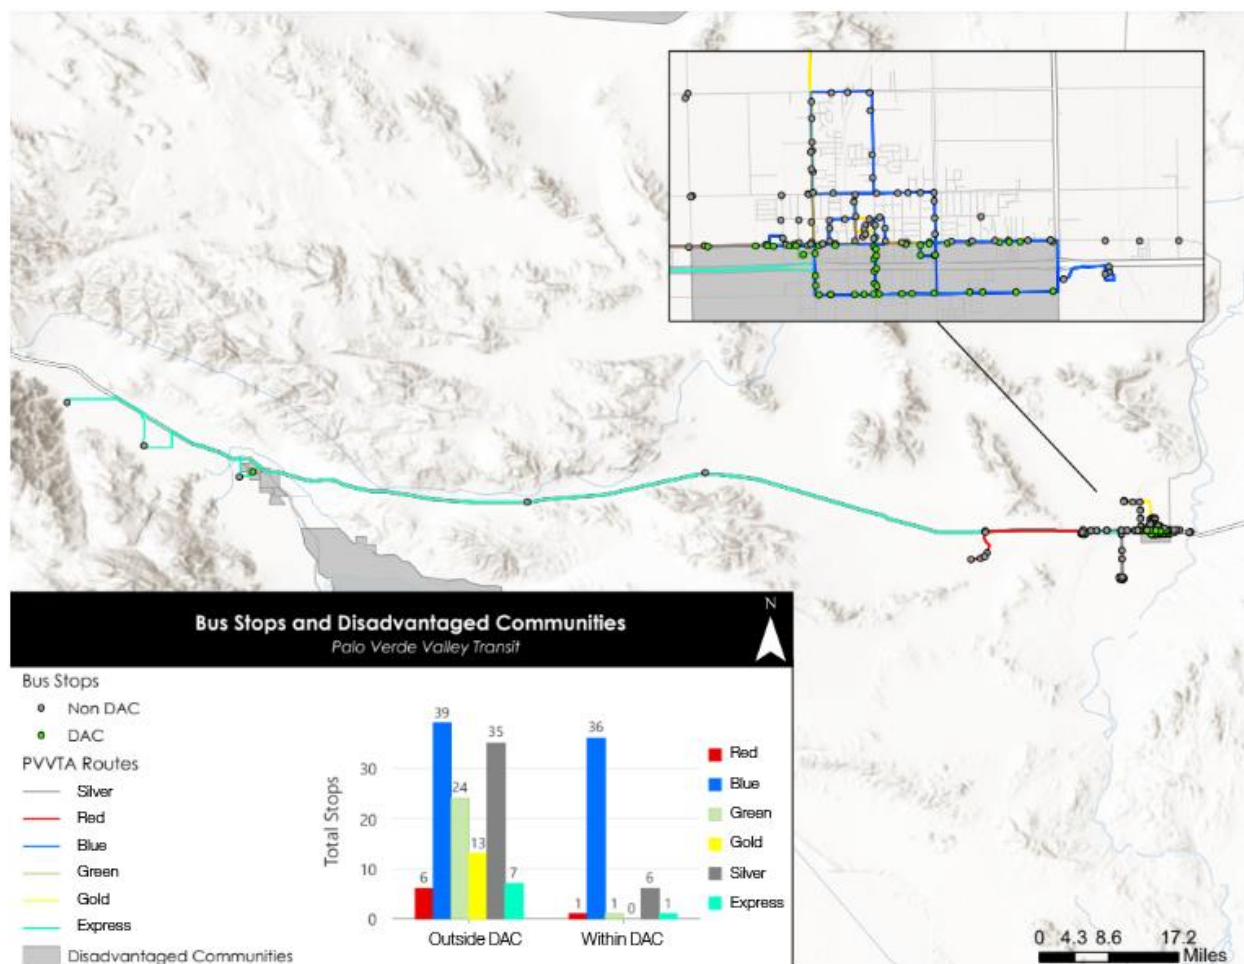 Bus Stops and Disadvantaged Communities
Palo Verde Valley Transit
N
Bus Stops
Non DAC
DAC
PVVTA Routes
Silver
Red
Blue
Green
Gold
Express
Disadvantaged Communities
Total Stops
30
20
10
0
6
39
24
13
35
7
1
36
1
0
6
1
Outside DAC
Within DAC
Red
Blue
Green
Gold
Silver
Express
0 4.3 8.6 17.2
Miles